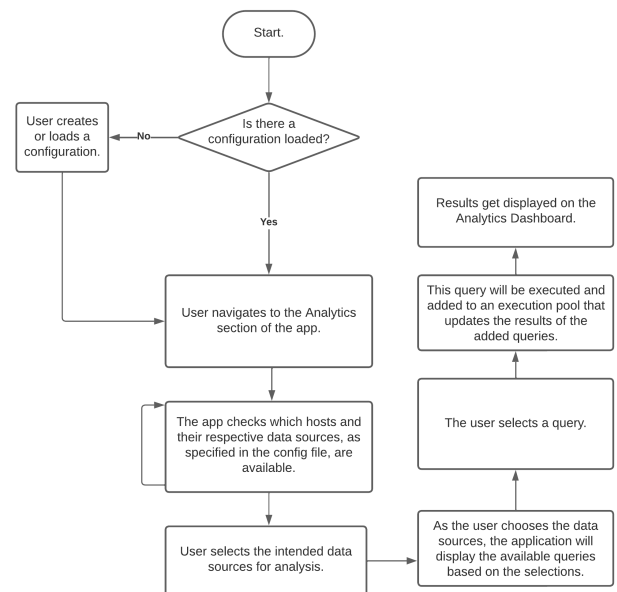 Start.
Is there a
configuration loaded?
No
User creates
or loads a
configuration.
Yes
User navigates to the Analytics
section of the app.
The app checks which hosts and
their respective data sources, as
specified in the config file, are
available.
User selects the intended data
sources for analysis.
As the user chooses the data
sources, the application will
display the available queries
based on the selections.
The user selects a query.
This query will be executed and
added to an execution pool that
updates the results of the
added queries.
Results get displayed on the
Analytics Dashboard.